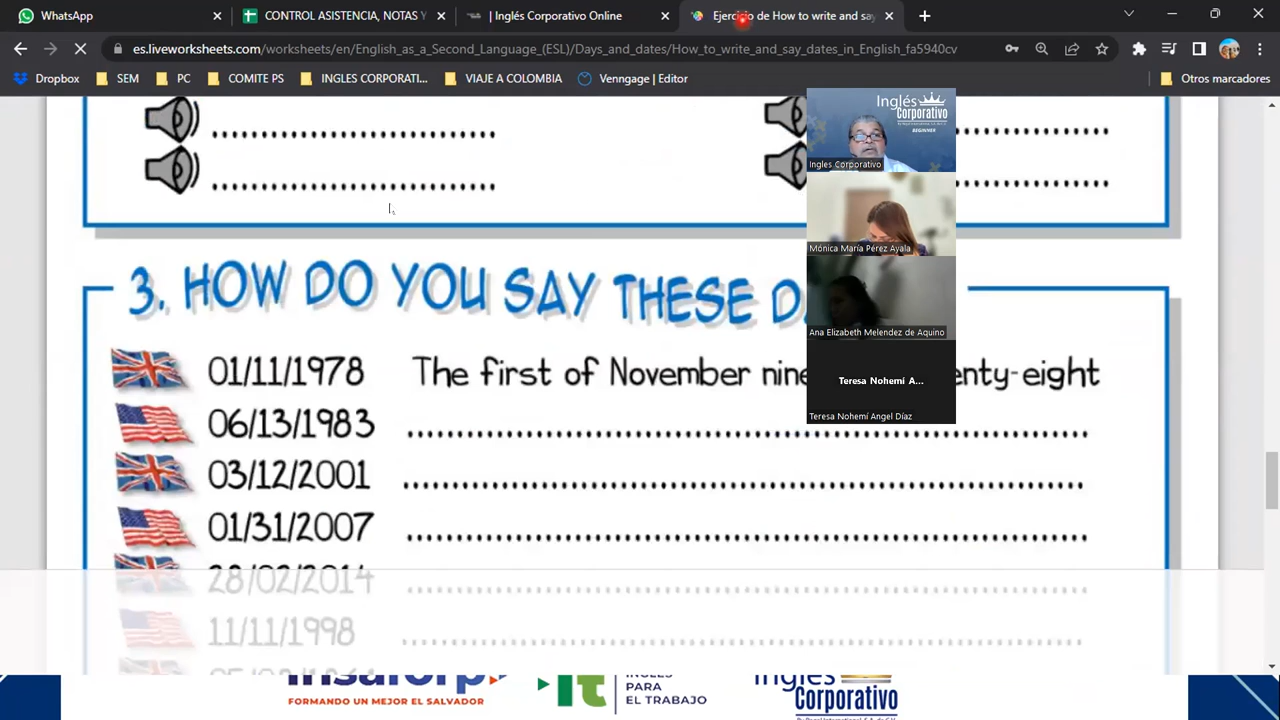 WhatsApp CONTROL ASISTENCIA, NOTAS Y | Inglés Corporativo Online Ejercicio de How to write and say
es.liveworksheets.com/worksheets/en/English_as_a_Second_Language_(ESL)/Days_and_dates/How_to_write_and_say_dates_in_English_fa5940cv
Dropbox SEM PC COMITE PS INGLES CORPORATI... VIAJE A COLOMBIA Venngage | Editor Otros marcadores
Inglés
Corporativo
BEGINNER
Ingles Corporativo
Mónica María Pérez Ayala
3. HOW DO YOU SAY THESE D
Ana Elizabeth Melendez de Aquino
01/11/1978 The first of November nine enty-eight
Teresa Nohemí A...
Teresa Nohemí Angel Díaz
06/13/1983
03/12/2001
01/31/2007
28/02/2014
11/11/1998
insaforp
FORMANDO UN MEJOR EL SALVADOR
INGLÉS
PARA
EL TRABAJO
Inglés
Corporativo